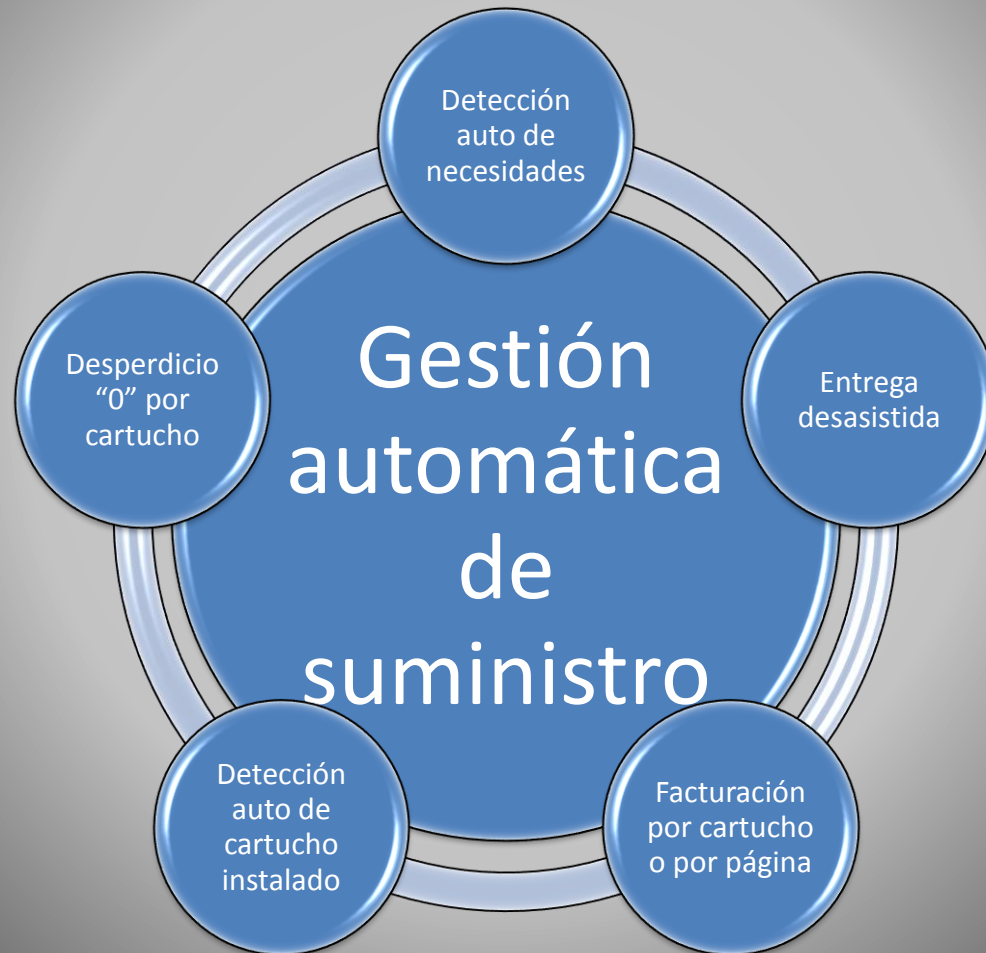 Detección
auto de
necesidades
Entrega
desasistida
Facturación
por cartucho
o por página
Detección
auto de
cartucho
instalado
Desperdicio
“0” por
cartucho
Gestión
automática
de
suministro